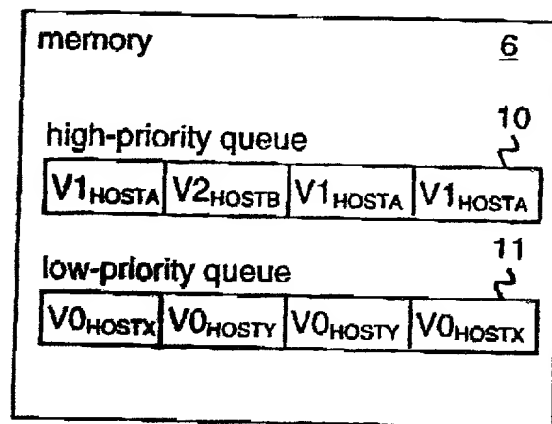 memory 6
10
high-priority queue
V1HOSTA V2HOSTB V1HOSTA V1HOSTA
11
low-priority queue
V0HOSTX V0HOSTY V0HOSTY V0HOSTX